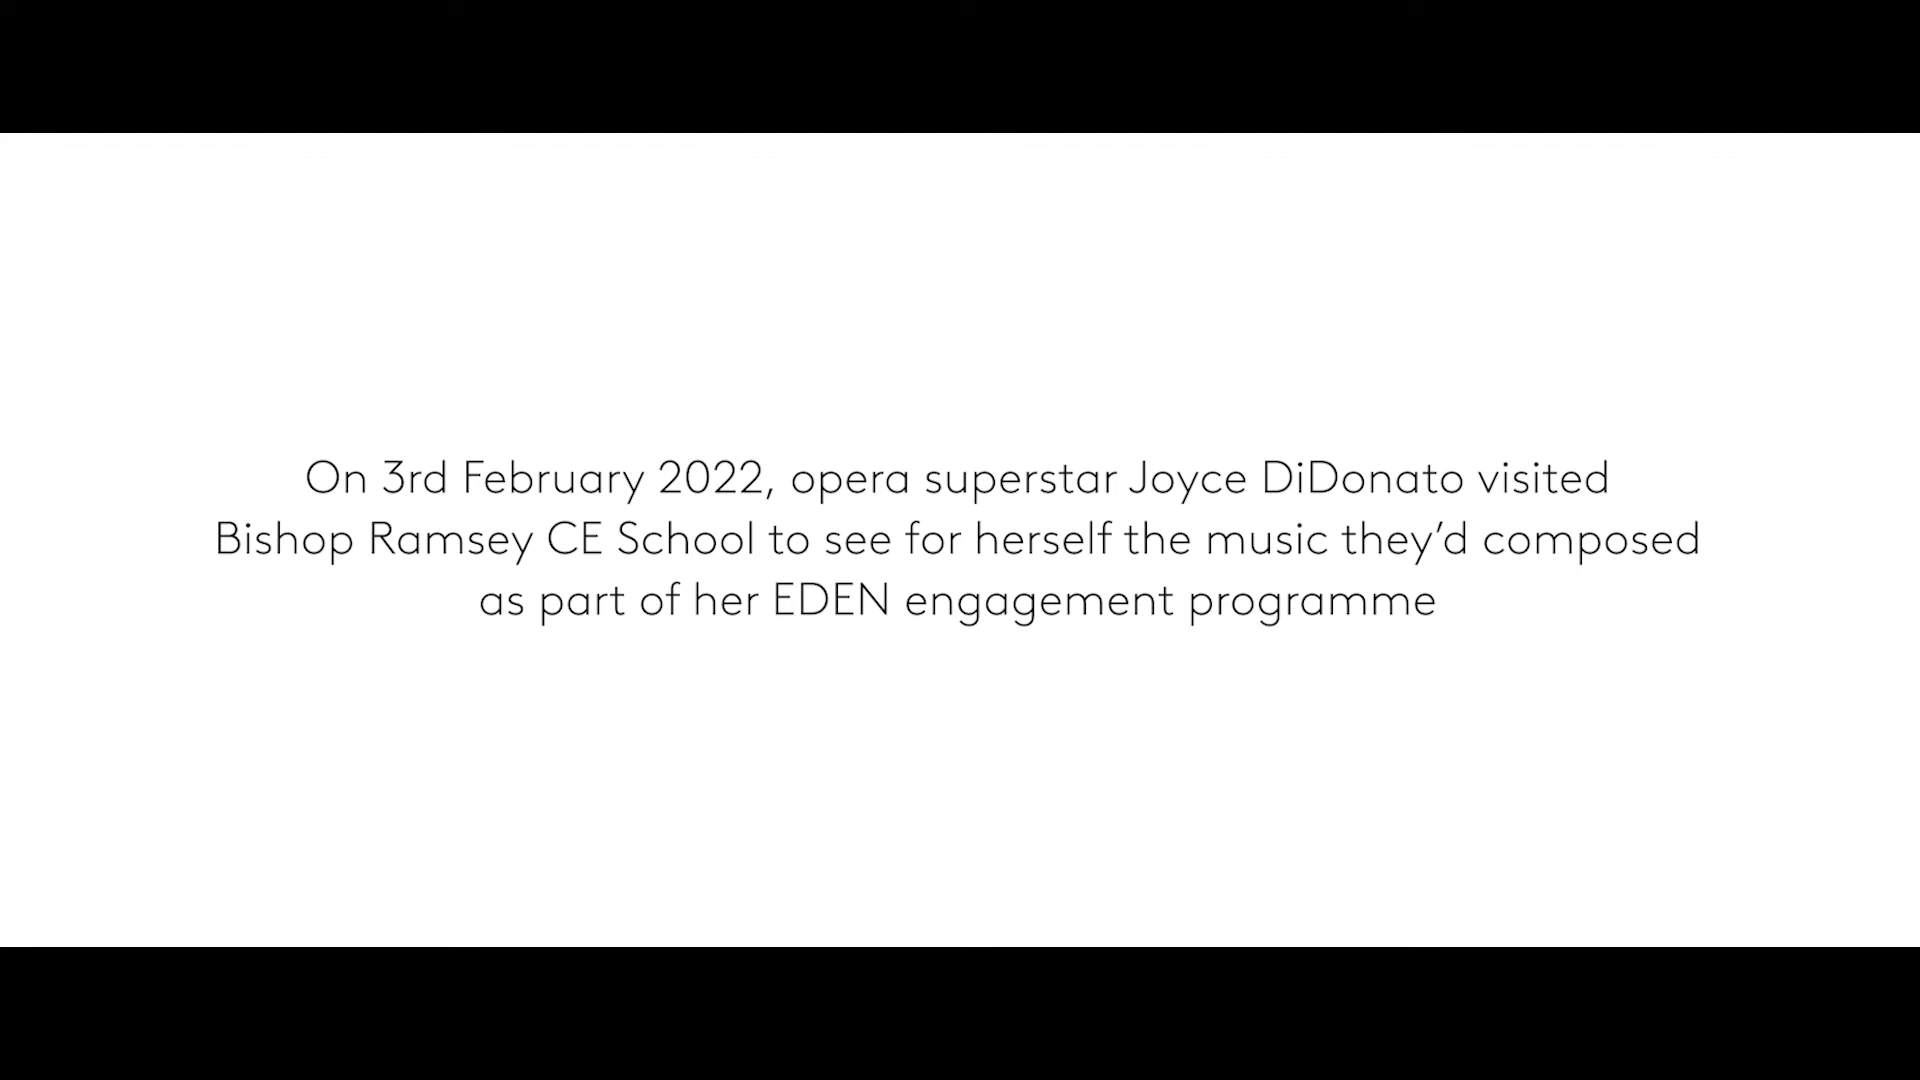 On 3rd February 2022, opera superstar Joyce DiDonato visited
Bishop Ramsey CE School to see for herself the music they’d composed
as part of her EDEN engagement programme